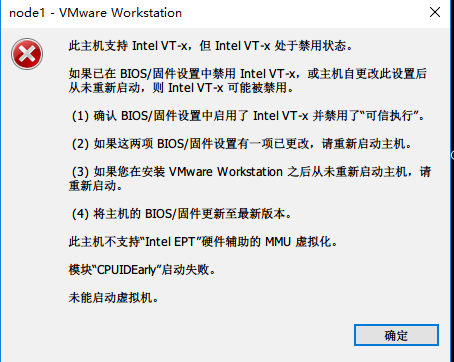 node1 - VMware Workstation
此主机支持 Intel VT-x，但 Intel VT-x 处于禁用状态。
如果已在 BIOS/固件设置中禁用 Intel VT-x，或主机自更改此设置后
从未重新启动，则 Intel VT-x 可能被禁用。
(1) 确认 BIOS/固件设置中启用了 Intel VT-x 并禁用了“可信执行”。
(2) 如果这两项 BIOS/固件设置有一项已更改，请重新启动主机。
(3) 如果您在安装 VMware Workstation 之后从未重新启动主机，请
重新启动。
(4) 将主机的 BIOS/固件更新至最新版本。
此主机不支持“Intel EPT”硬件辅助的 MMU 虚拟化。
模块“CPUIDEarly”启动失败。
未能启动虚拟机。
确定